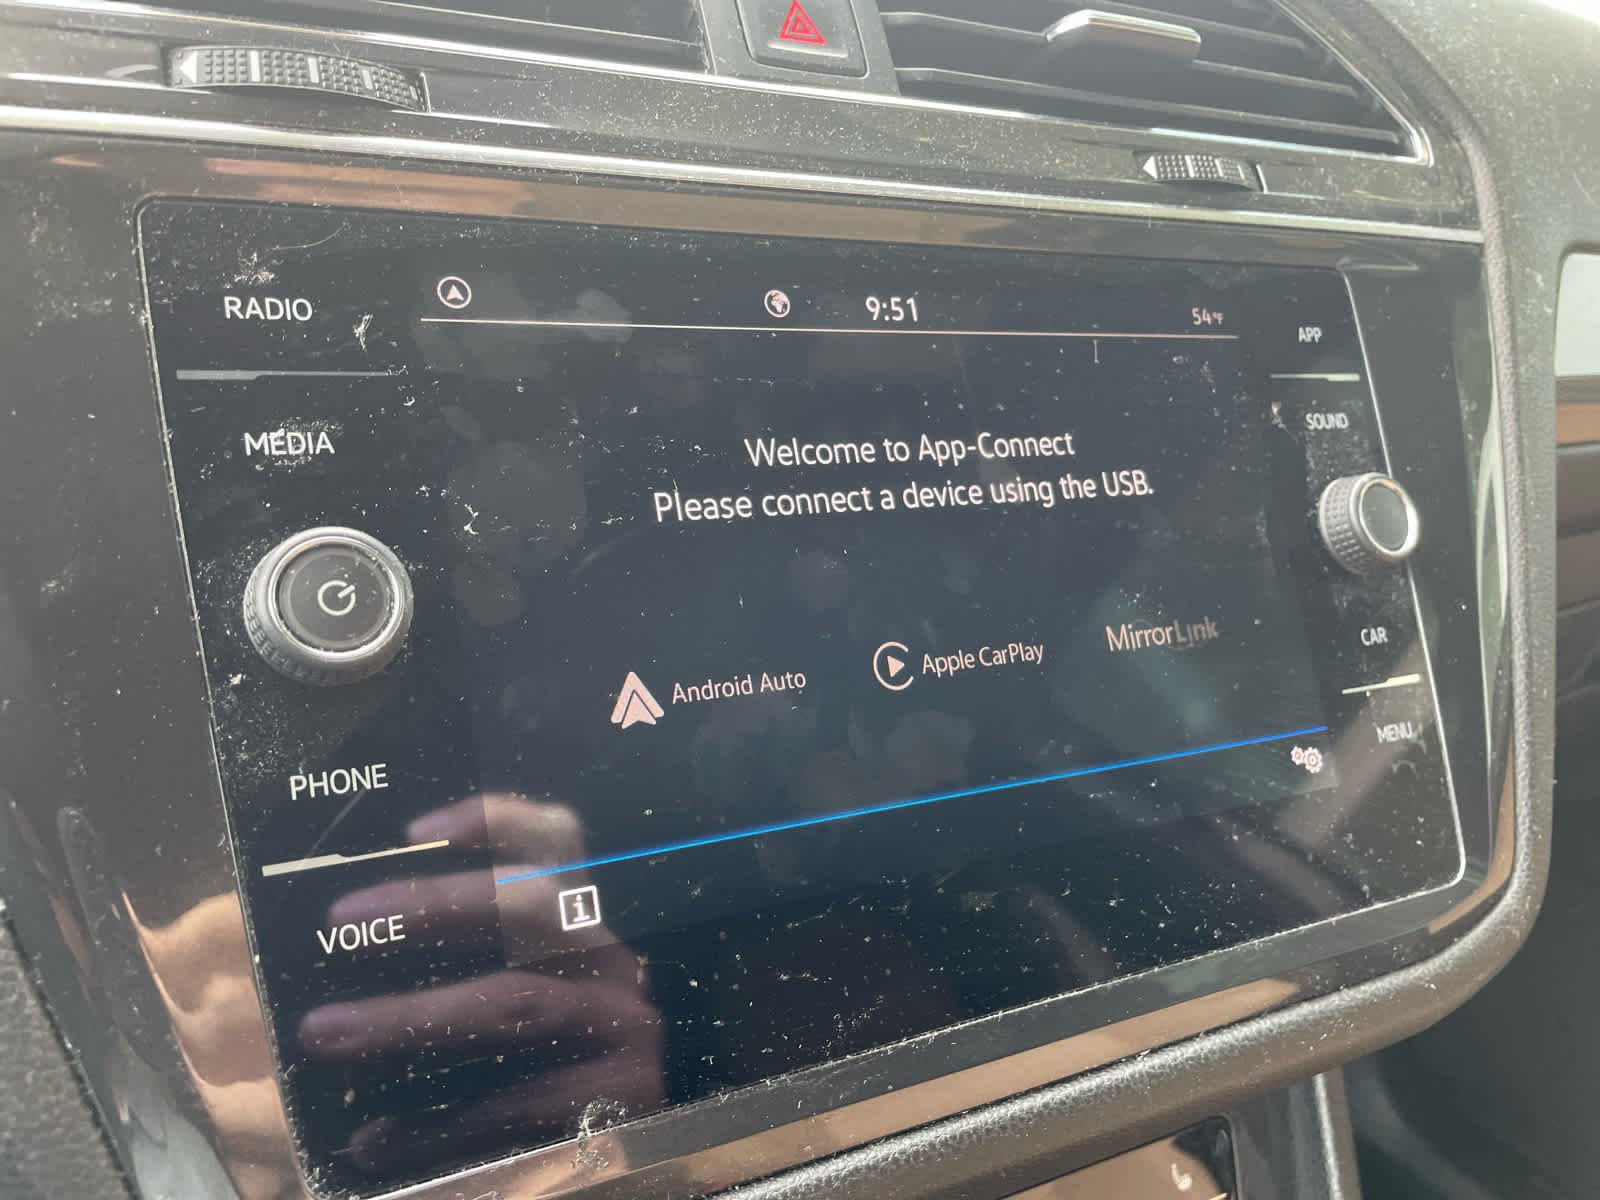 RADIO
9:51
54°F
APP
MEDIA
SOUND
Welcome to App-Connect
Please connect a device using the USB.
Android Auto
Apple CarPlay
MirrorLink
CAR
PHONE
MENU
VOICE
i